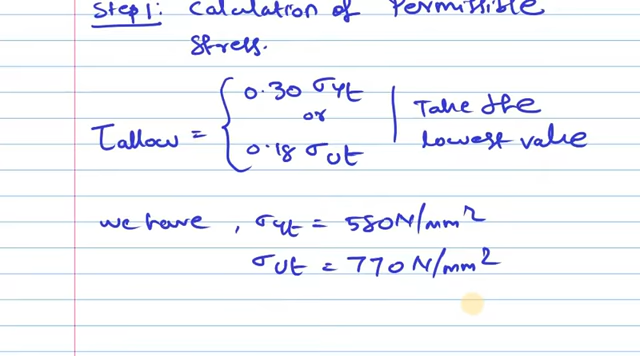 Step 1: Calculation of Permissible
Stress.
τallow = { 0.30 σyt
or
0.18 σut | Take the
lowest value
we have , σyt = 580 N/mm²
σut = 770 N/mm²